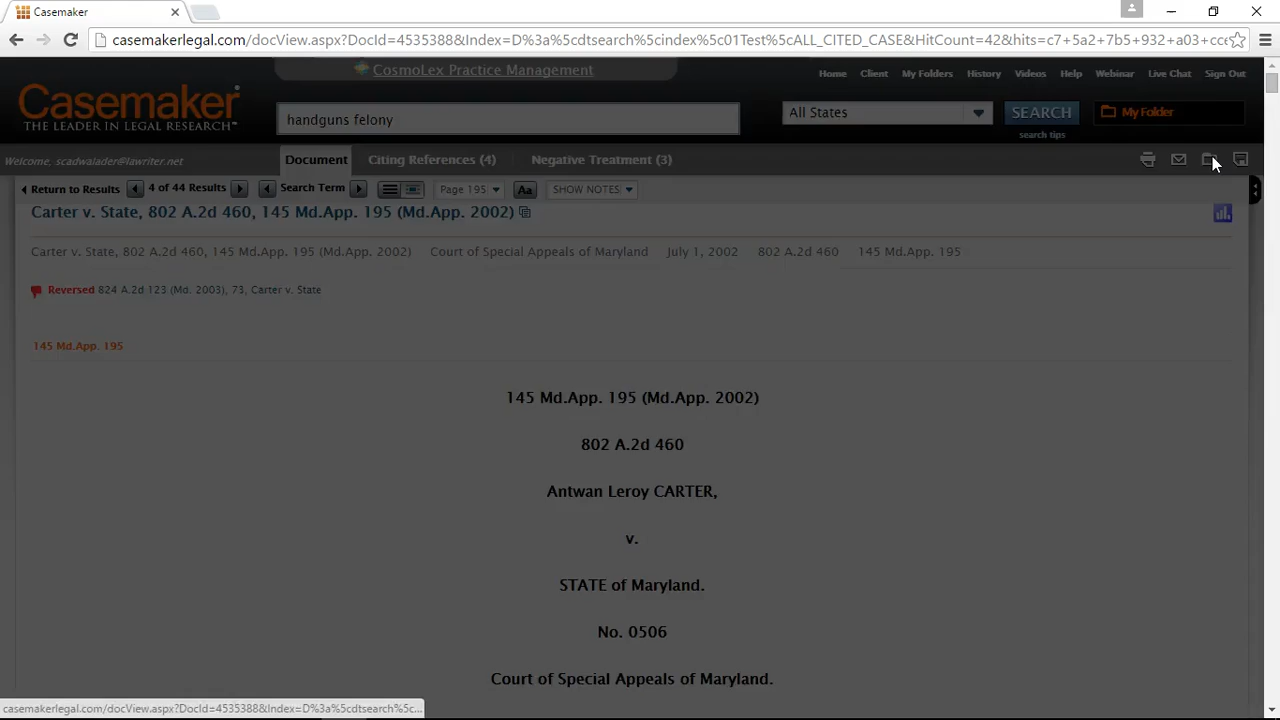 Casemaker
casemakerlegal.com/docView.aspx?DocId=4535388&Index=D%3a%5cdtsearch%5cindex%5c01Test%5cALL_CITED_CASE&HitCount=42&hits=c7+5a2+7b5+932+a03+cce
CosmoLex Practice Management
Home Client My Folders History Videos Help Webinar Live Chat Sign Out
Casemaker
THE LEADER IN LEGAL RESEARCH™
handguns felony
All States
SEARCH
My Folder
search tips
Welcome, scadwalader@lawriter.net
Document
Citing References (4)
Negative Treatment (3)
Return to Results
4 of 44 Results
Search Term
Page 195
Aa
SHOW NOTES
Carter v. State, 802 A.2d 460, 145 Md.App. 195 (Md.App. 2002)
Carter v. State, 802 A.2d 460, 145 Md.App. 195 (Md.App. 2002) Court of Special Appeals of Maryland July 1, 2002 802 A.2d 460 145 Md.App. 195
Reversed 824 A.2d 123 (Md. 2003), 73, Carter v. State
145 Md.App. 195
145 Md.App. 195 (Md.App. 2002)
802 A.2d 460
Antwan Leroy CARTER,
v.
STATE of Maryland.
No. 0506
Court of Special Appeals of Maryland.
casemakerlegal.com/docView.aspx?DocId=4535388&Index=D%3a%5cdtsearch%5c...